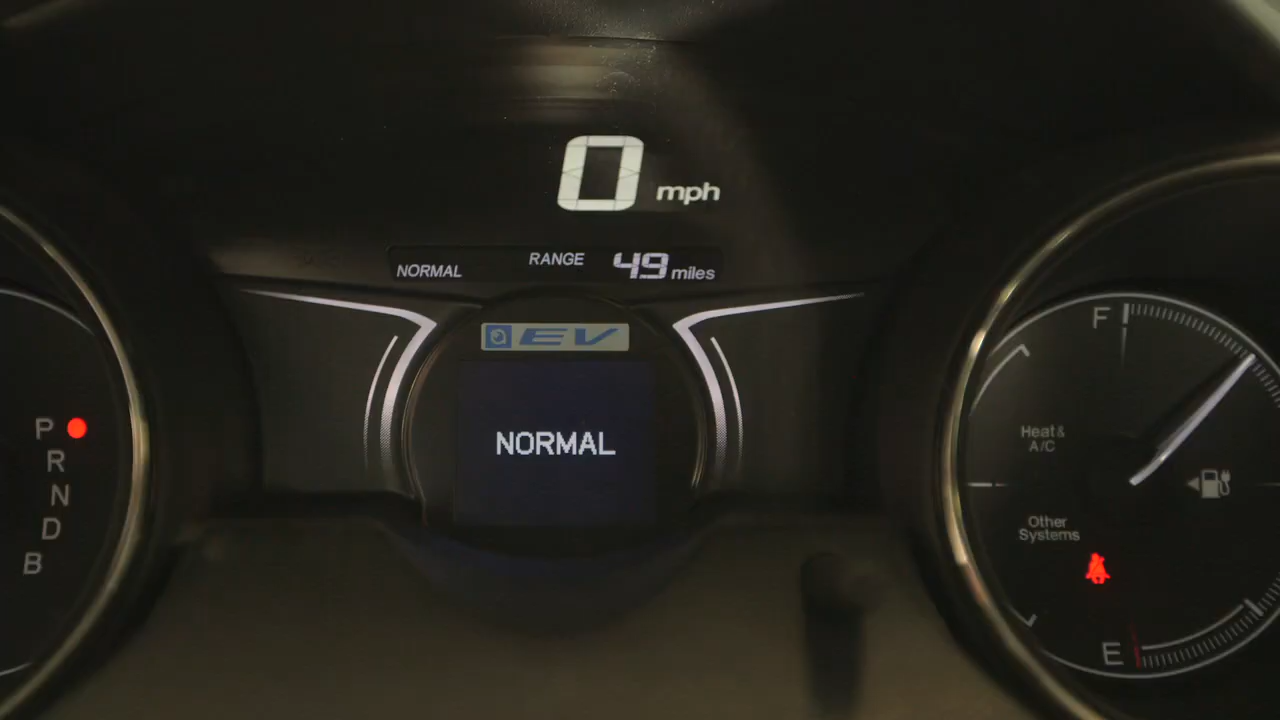 0 mph
NORMAL RANGE 49 miles
EV
NORMAL
P
R
N
D
B
F
Heat&
A/C
Other
Systems
E